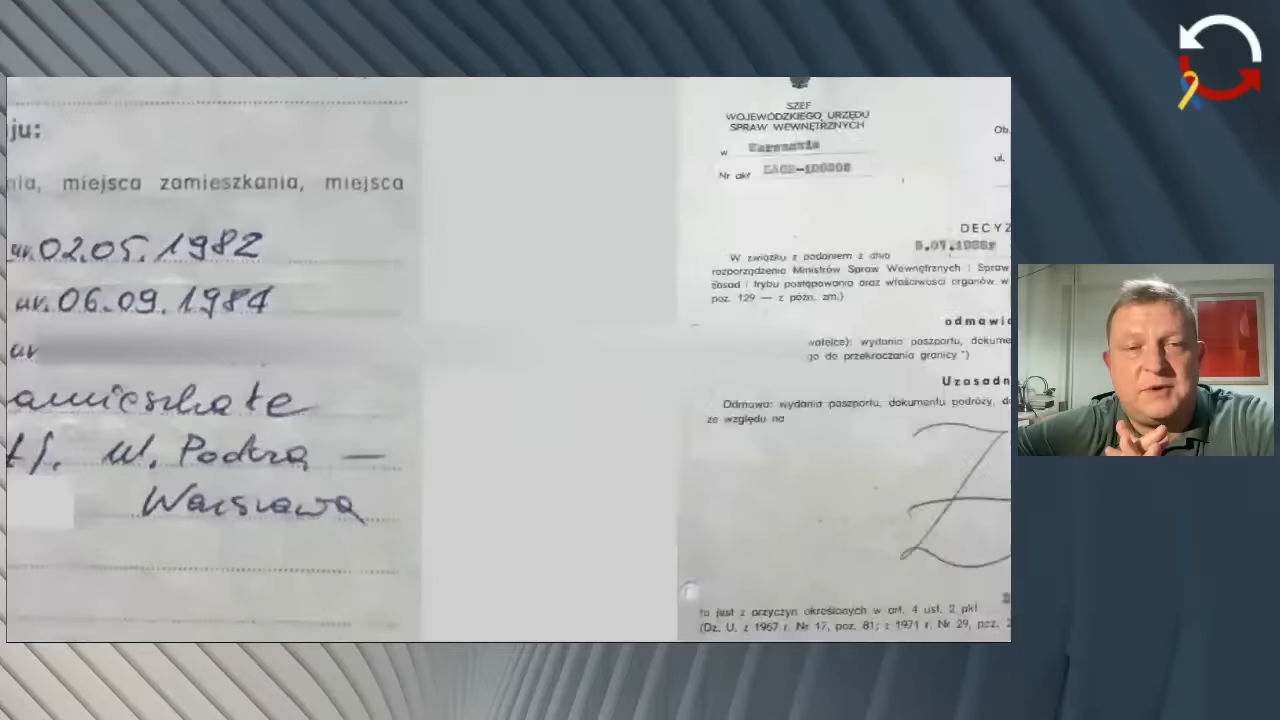 ju:
nia, miejsca zamieszkania, miejsca
ur. 02.05.1982
ur. 06.09.1984
ur
amieszkałe
ul. Podtra —
Warszawa
SZEF
WOJEWÓDZKIEGO URZĘDU
SPRAW WEWNĘTRZNYCH
w Warszawie
Nr akt
Ob.
ul.
DECYZ
W związku z podaniem z dnia
rozporządzenia Ministrów Spraw Wewnętrznych i Spraw
zasad i trybu postępowania oraz właściwości organów w
poz. 129 — z późn. zm.)
odmawia
wydania paszportu, dokume
go do przekraczania granicy *)
Uzasadn
Odmowa: wydania paszportu, dokumentu podróży, do
ze względu na
to jest z przyczyn określonych w art. 4 ust. 2 pkt
(Dz. U. z 1967 r. Nr 17, poz. 81; z 1971 r. Nr 29, poz.